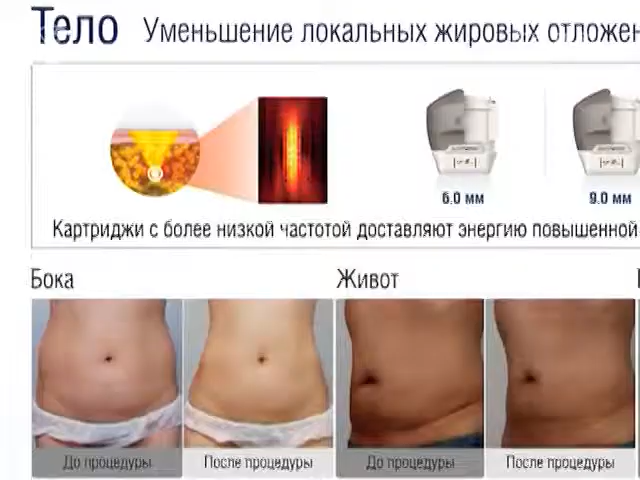 Тело Уменьшение локальных жировых
6.0 мм 9.0 мм
Картриджи с более низкой частотой доставляют энергию повышенной
Бока Живот
До процедуры После процедуры До процедуры После процедуры